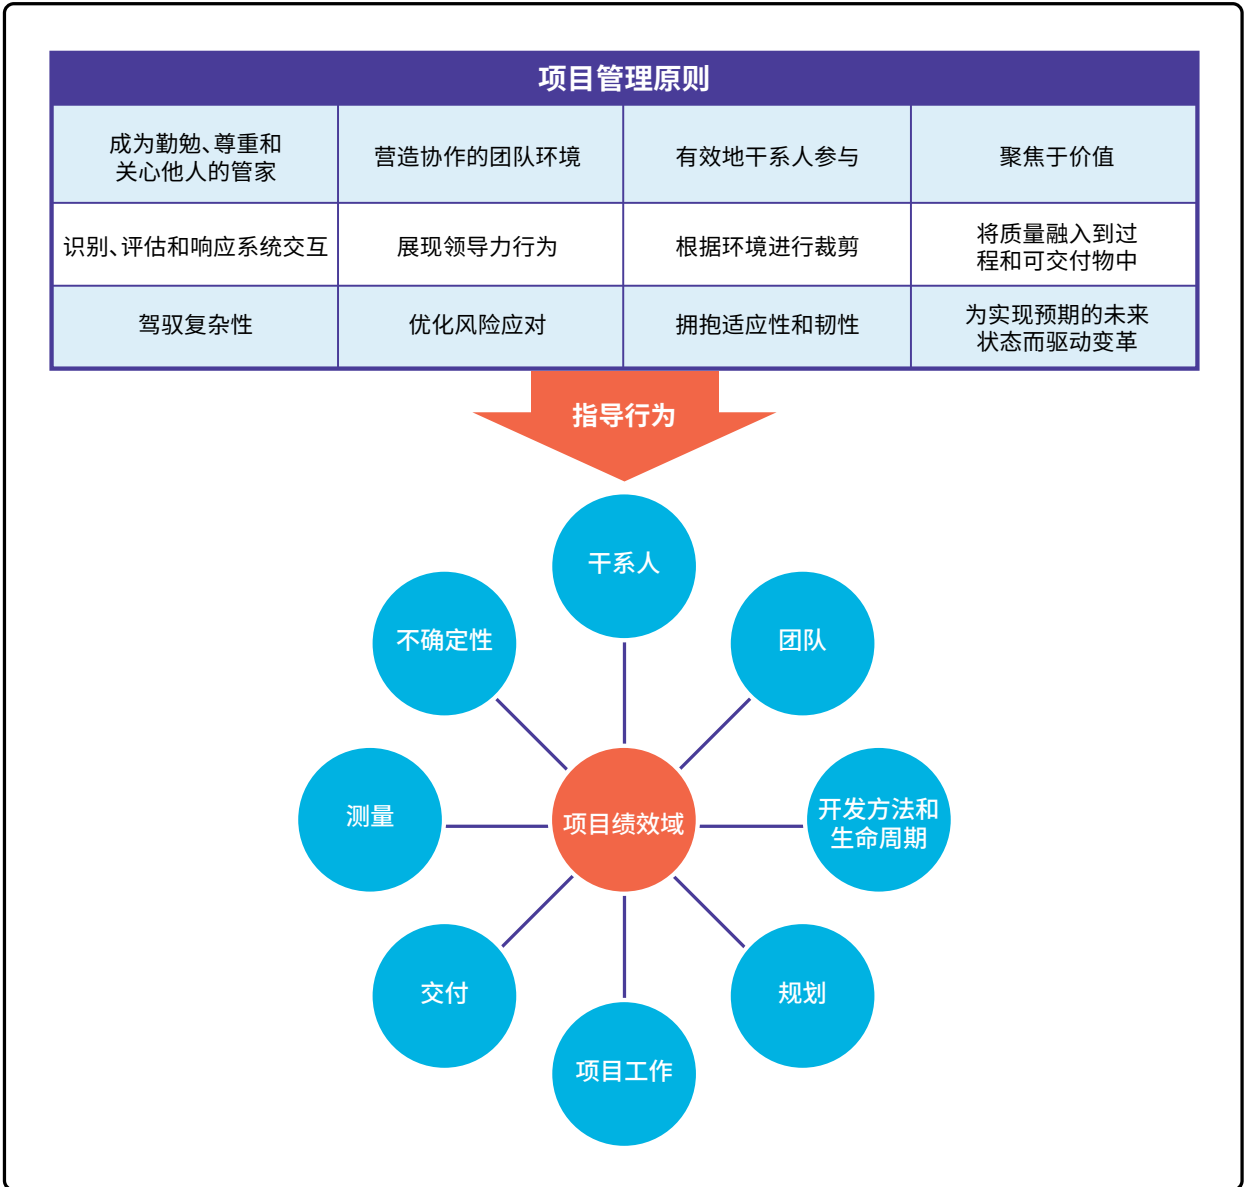 项目管理原则
成为勤勉、尊重和
关心他人的管家
营造协作的团队环境
有效地干系人参与
聚焦于价值
识别、评估和响应系统交互
展现领导力行为
根据环境进行裁剪
将质量融入到过
程和可交付物中
驾驭复杂性
优化风险应对
拥抱适应性和韧性
为实现预期的未来
状态而驱动变革
指导行为
干系人
不确定性
团队
测量
项目绩效域
开发方法和
生命周期
交付
规划
项目工作